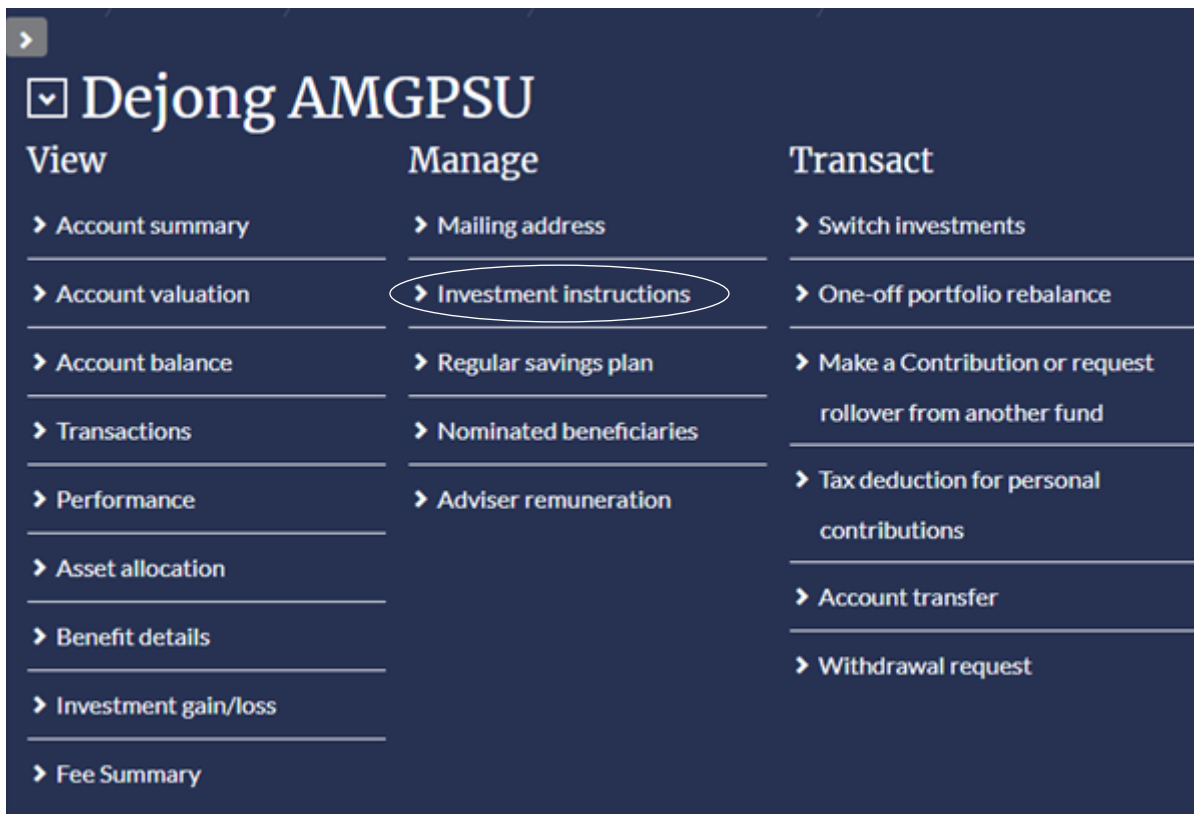 Dejong AMGPSU
View
Account summary
Account valuation
Account balance
Transactions
Performance
Asset allocation
Benefit details
Investment gain/loss
Fee Summary
Manage
Mailing address
Investment instructions
Regular savings plan
Nominated beneficiaries
Adviser remuneration
Transact
Switch investments
One-off portfolio rebalance
Make a Contribution or request
rollover from another fund
Tax deduction for personal
contributions
Account transfer
Withdrawal request